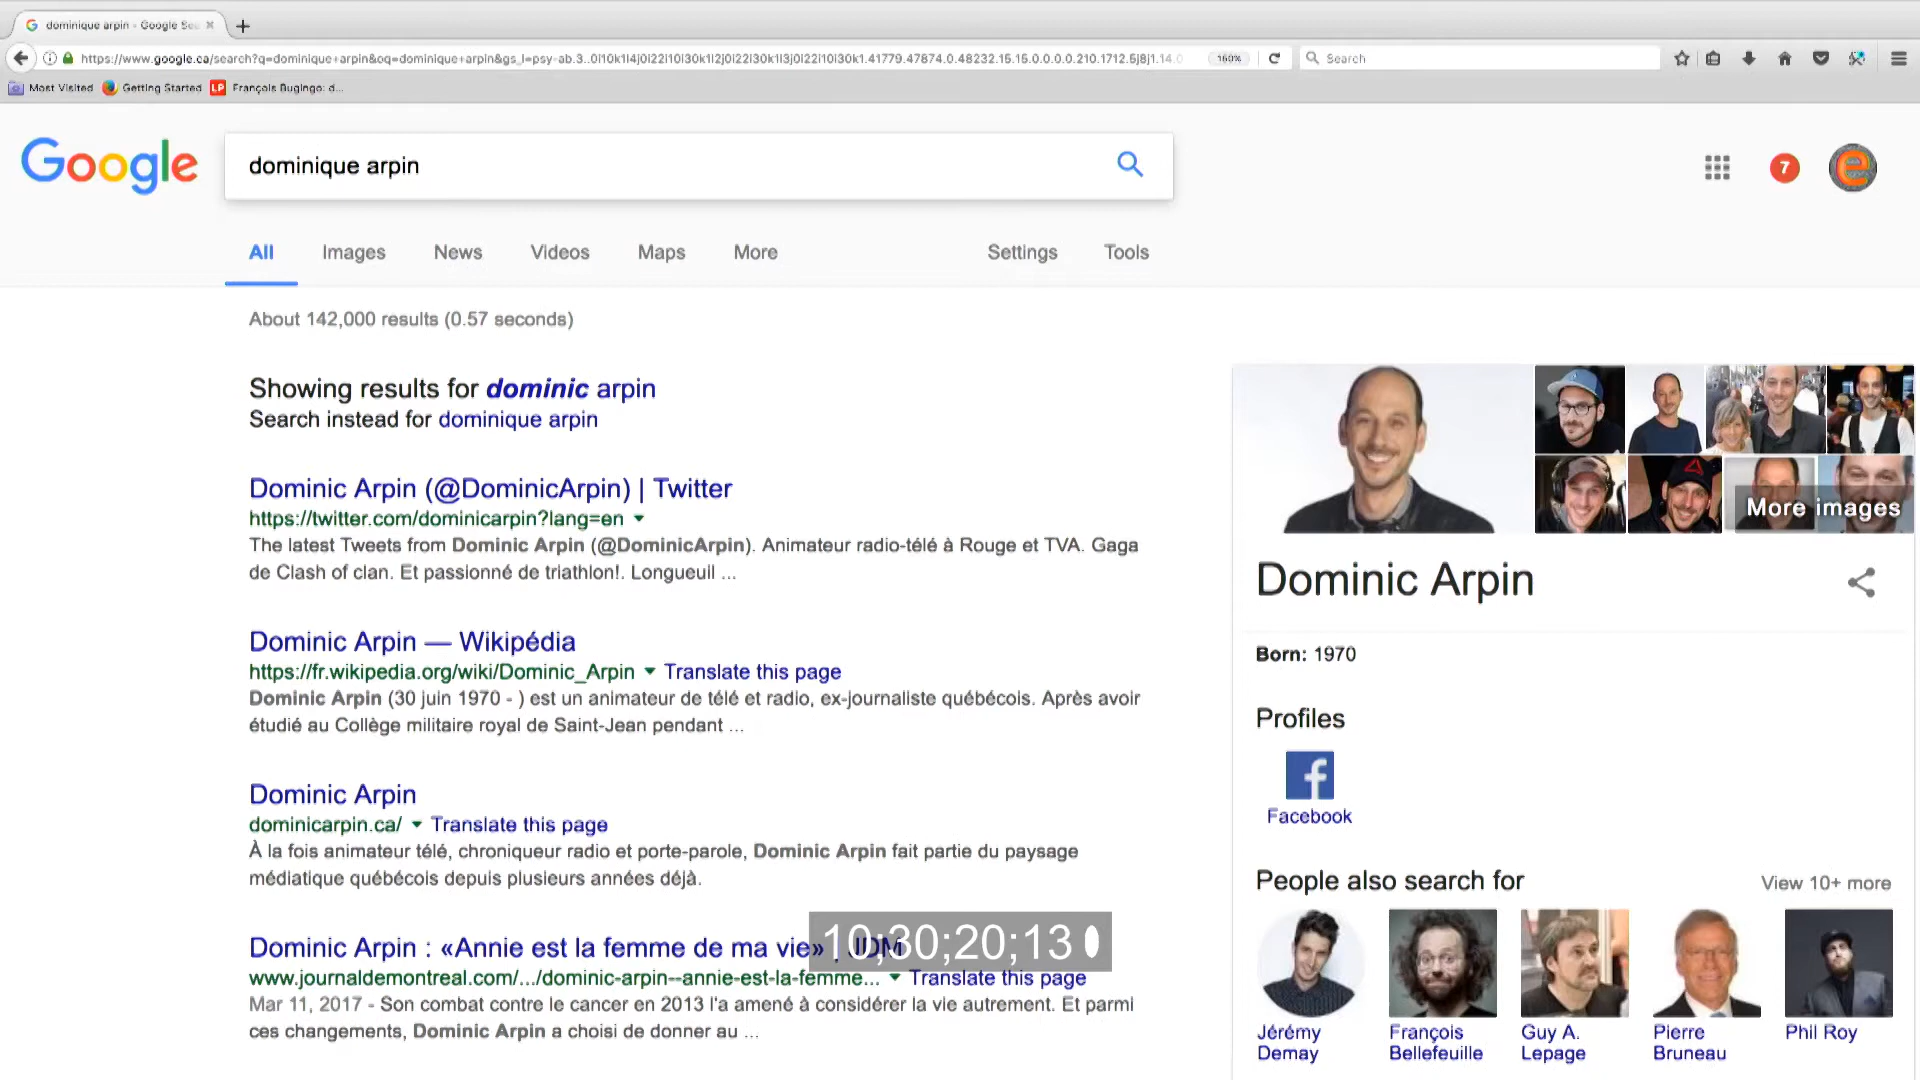 dominique arpin - Google Sea
https://www.google.ca/search?q=dominique+arpin&oq=dominique+arpin&gs_l=psy-ab.3..0l10k1l4j0i22i10i30k1l2j0i22i30k1l3j0i22i10i30k1.41779.47874.0.48232.15.15.0.0.0.0.210.1712.5j8j1.14.0
160%
Search
Most Visited
Getting Started
LP
François Bugingo: d...
Google
dominique arpin
7
e
All
Images
News
Videos
Maps
More
Settings
Tools
About 142,000 results (0.57 seconds)
Showing results for dominic arpin
Search instead for dominique arpin
Dominic Arpin (@DominicArpin) | Twitter
https://twitter.com/dominicarpin?lang=en
The latest Tweets from Dominic Arpin (@DominicArpin). Animateur radio-télé à Rouge et TVA. Gaga
de Clash of clan. Et passionné de triathlon!. Longueuil ...
Dominic Arpin — Wikipédia
https://fr.wikipedia.org/wiki/Dominic_Arpin Translate this page
Dominic Arpin (30 juin 1970 - ) est un animateur de télé et radio, ex-journaliste québécois. Après avoir
étudié au Collège militaire royal de Saint-Jean pendant ...
Dominic Arpin
dominicarpin.ca/ Translate this page
À la fois animateur télé, chroniqueur radio et porte-parole, Dominic Arpin fait partie du paysage
médiatique québécois depuis plusieurs années déjà.
Dominic Arpin : «Annie est la femme de ma vie» | JDM
10;30;20;13
www.journaldemontreal.com/.../dominic-arpin--annie-est-la-femme... Translate this page
Mar 11, 2017 - Son combat contre le cancer en 2013 l'a amené à considérer la vie autrement. Et parmi
ces changements, Dominic Arpin a choisi de donner au ...
More images
Dominic Arpin
Born: 1970
Profiles
Facebook
People also search for
View 10+ more
Jérémy Demay
François Bellefeuille
Guy A. Lepage
Pierre Bruneau
Phil Roy